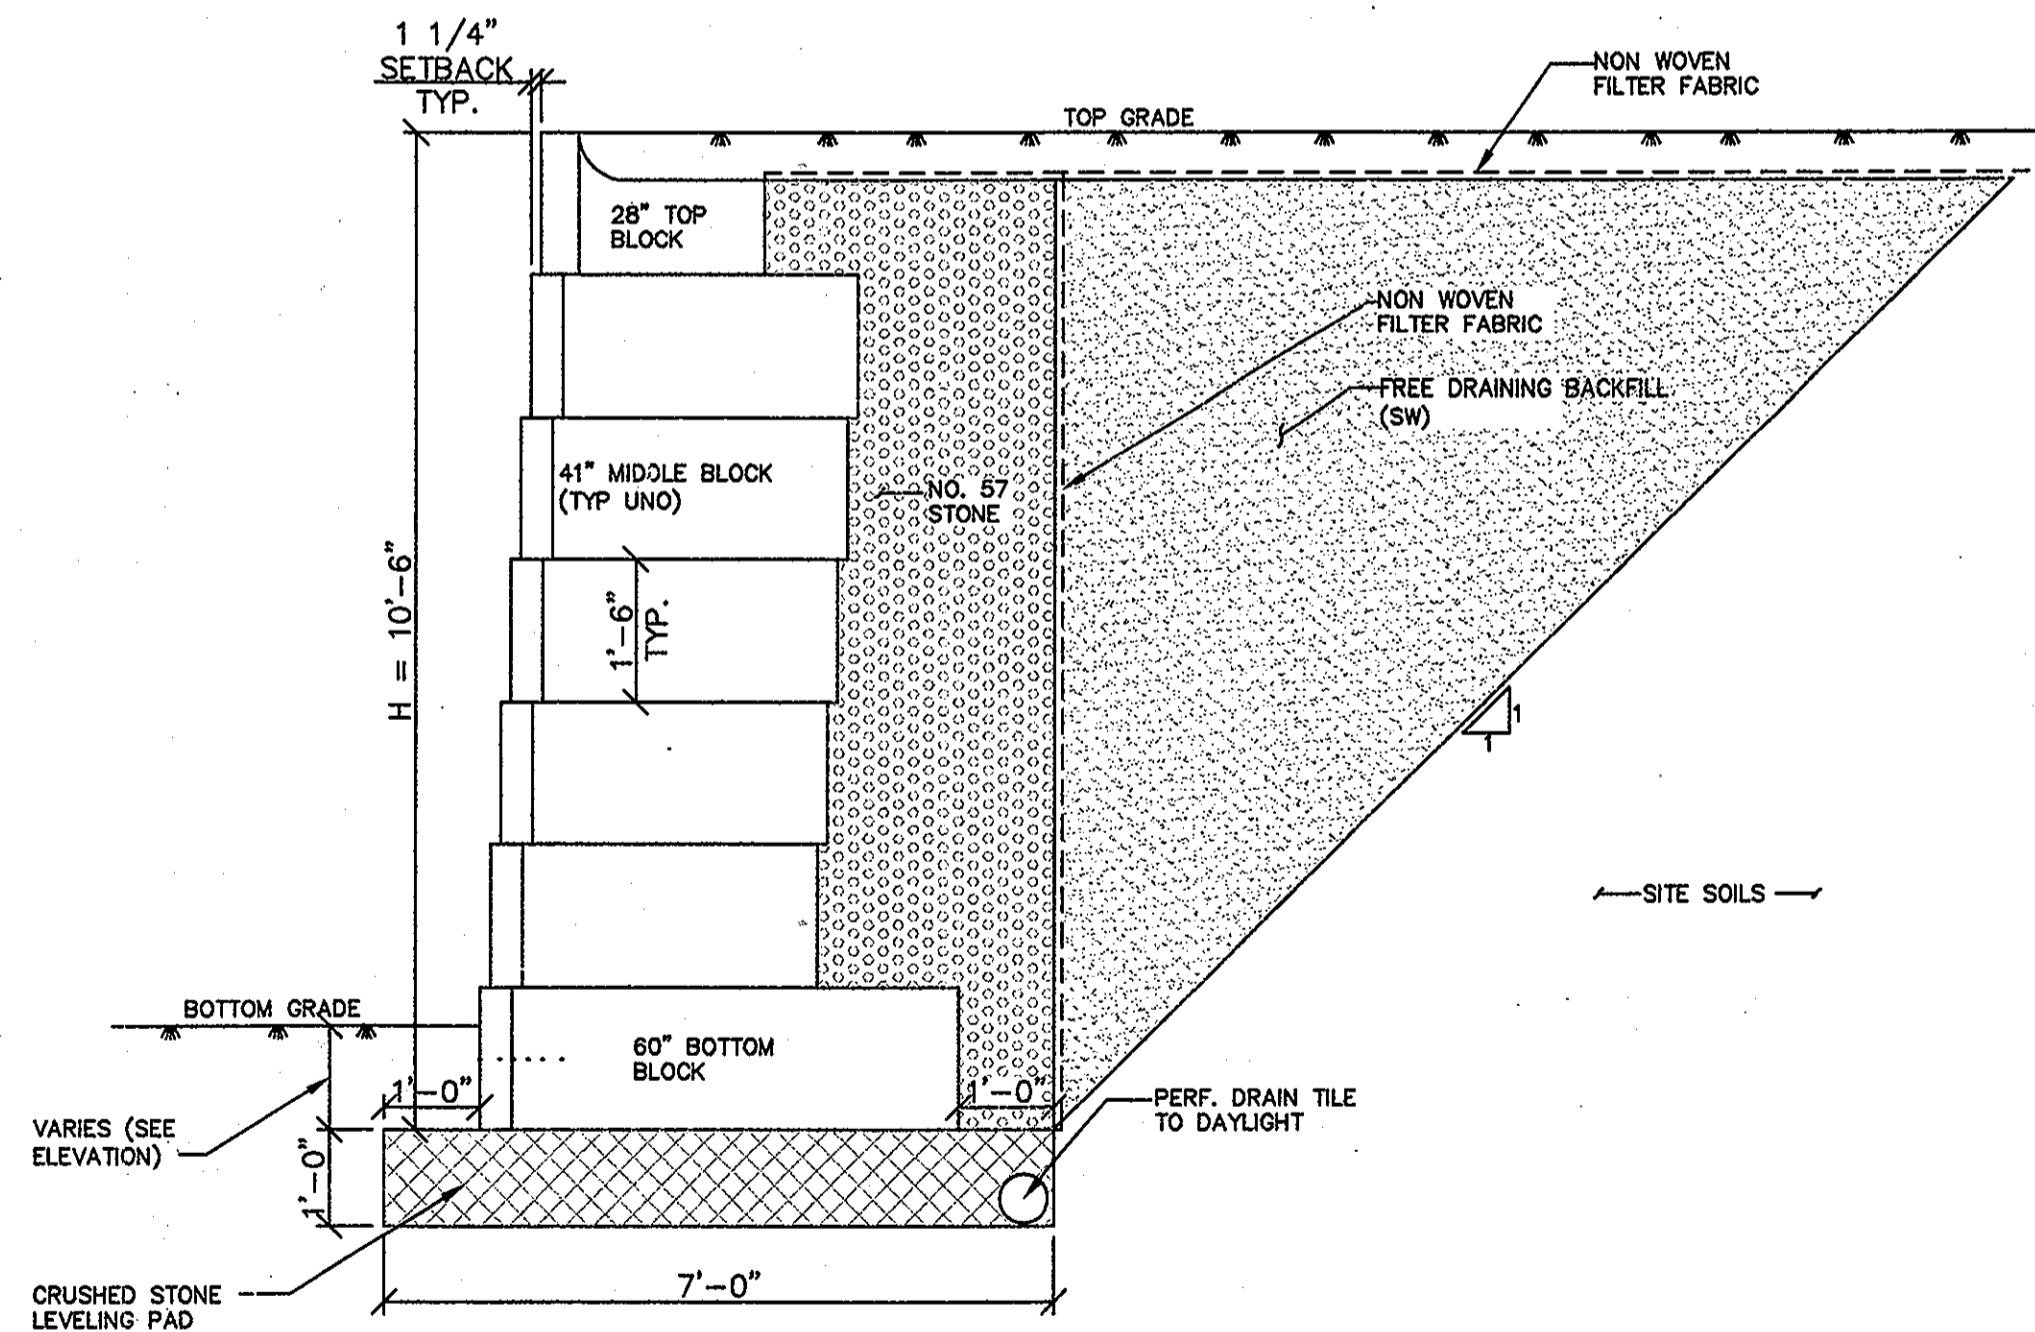 1 1/4"
SETBACK
TYP.
NON WOVEN
FILTER FABRIC
TOP GRADE
28" TOP
BLOCK
NON WOVEN
FILTER FABRIC
FREE DRAINING BACKFILL
(SW)
41" MIDDLE BLOCK
(TYP UNO)
NO. 57
STONE
H = 10'-6"
1'-6"
TYP.
1
1
SITE SOILS
BOTTOM GRADE
60" BOTTOM
BLOCK
1'-0"
1'-0"
PERF. DRAIN TILE
TO DAYLIGHT
VARIES (SEE
ELEVATION)
1'-0"
7'-0"
CRUSHED STONE
LEVELING PAD